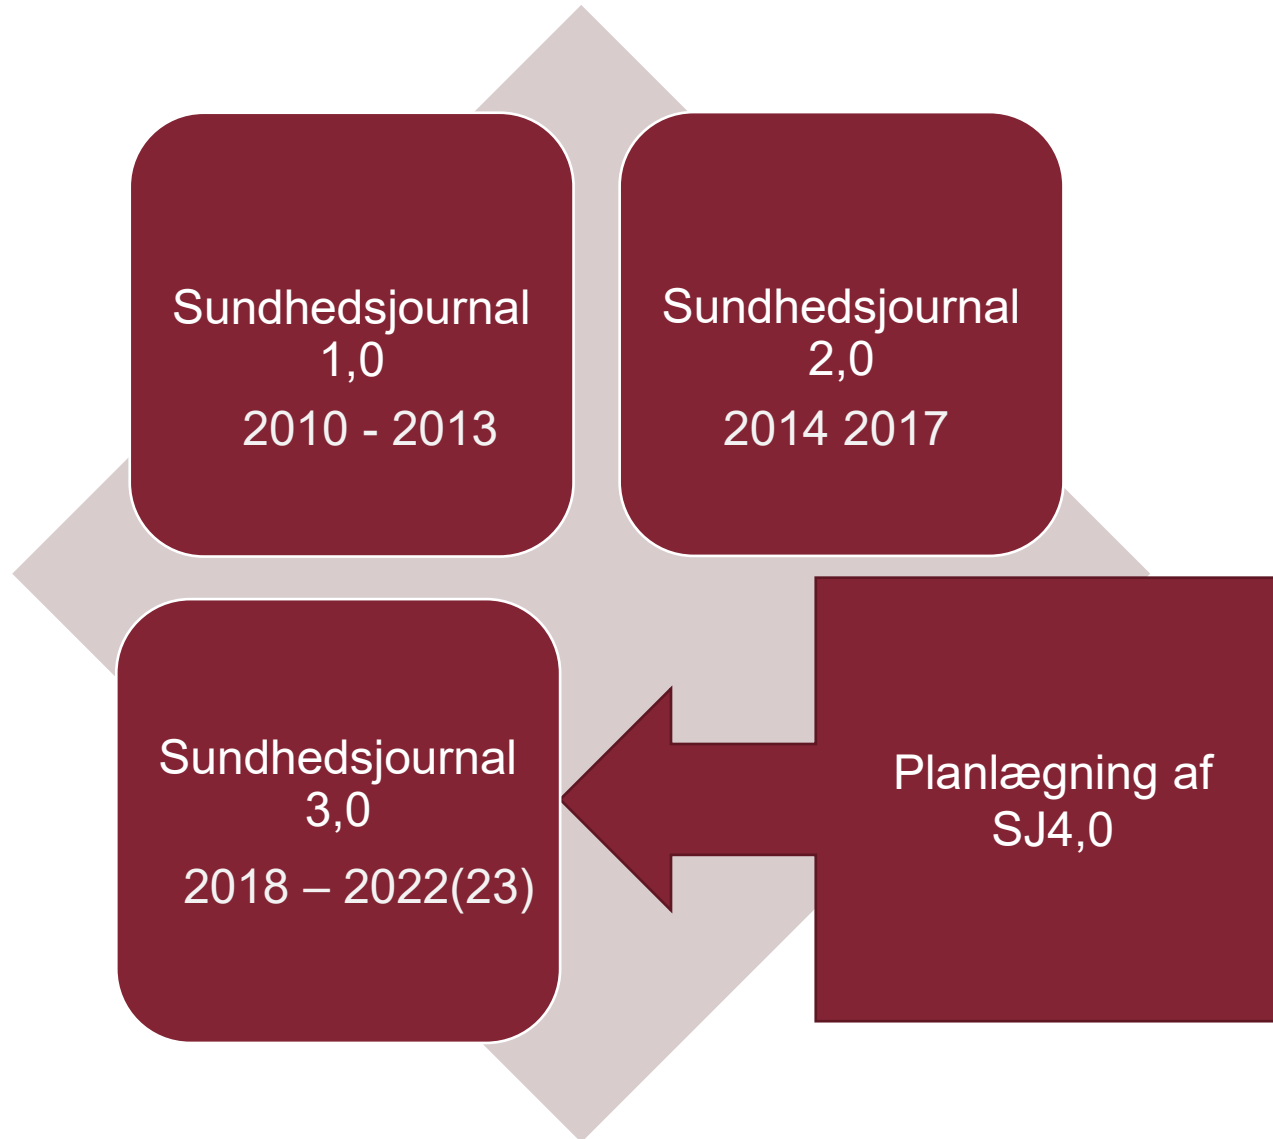 Sundhedsjournal
1,0
2010 - 2013
Sundhedsjournal
2,0
2014 2017
Sundhedsjournal
3,0
2018 – 2022(23)
Planlægning af
SJ4,0